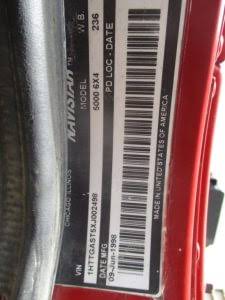 NAVISTAR™
CHICAGO ILLINOIS
MODEL W.B.
5000 6X4 236
VIN PD LOC - DATE
1HTTGAST5XJ002498
DATE MFG
09-Jun-1998 MADE IN UNITED STATES OF AMERICA